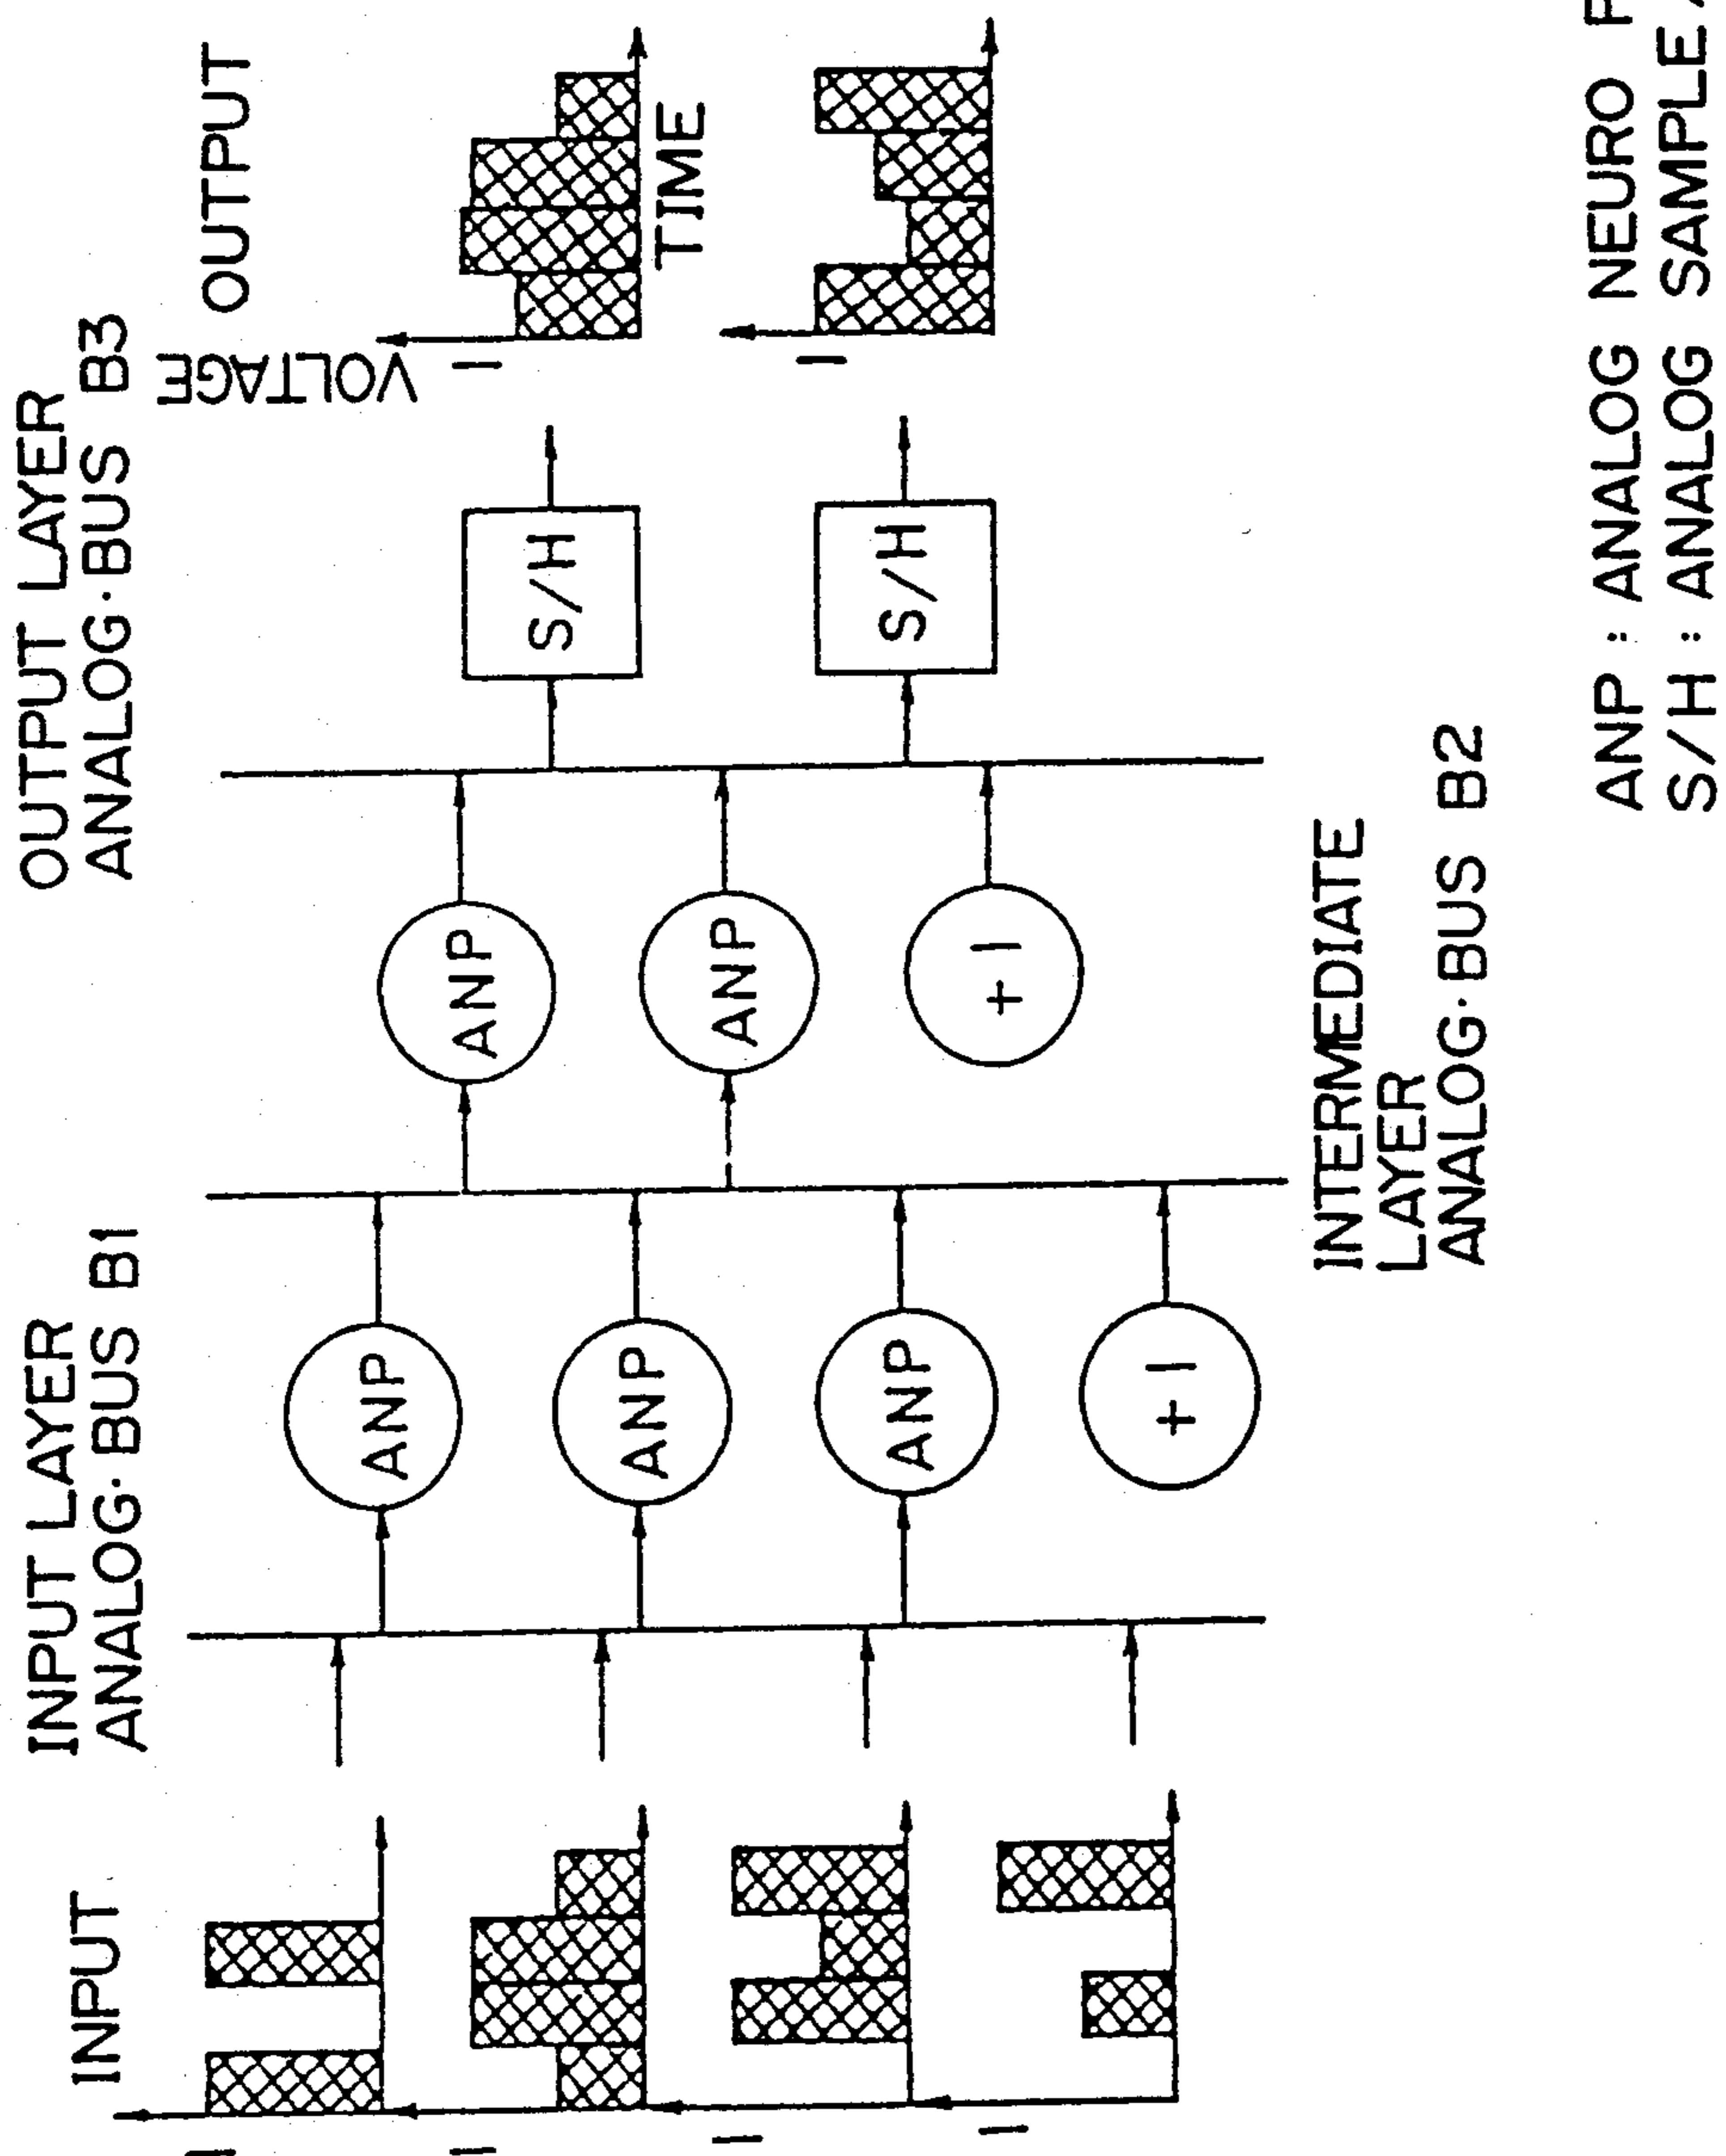 INPUT LAYER
ANALOG·BUS B1
OUTPUT LAYER
ANALOG·BUS B3
INPUT
OUTPUT
VOLTAGE
1
1
1
1
1
1
TIME
ANP
ANP
ANP
+1
ANP
ANP
+1
S/H
S/H
INTERMEDIATE
LAYER
ANALOG·BUS B2
ANP : ANALOG NEURO
S/H : ANALOG SAMPLE